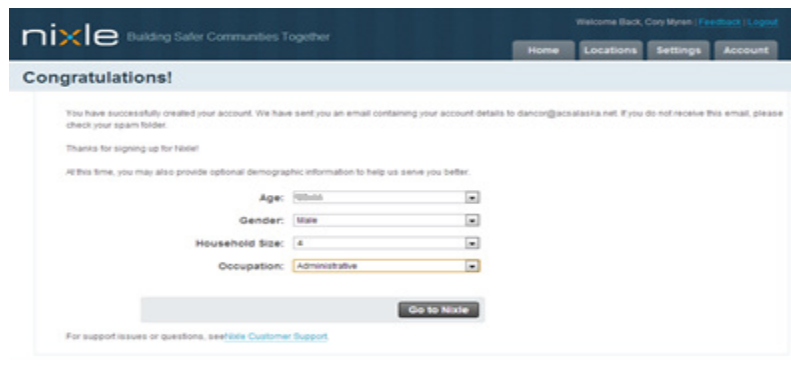 nixle Building Safer Communities Together
Welcome Back, Cory Myren | Feedback | Logout
Home Locations Settings Account
Congratulations!
You have successfully created your account. We have sent you an email containing your account details to dancor@acsalaska.net. If you do not receive this email, please
check your spam folder.
Thanks for signing up for Nixle!
At this time, you may also provide optional demographic information to help us serve you better.
Age:
Gender: Male
Household Size: 4
Occupation: Administrative
Go to Nixle
For support issues or questions, see Nixle Customer Support.